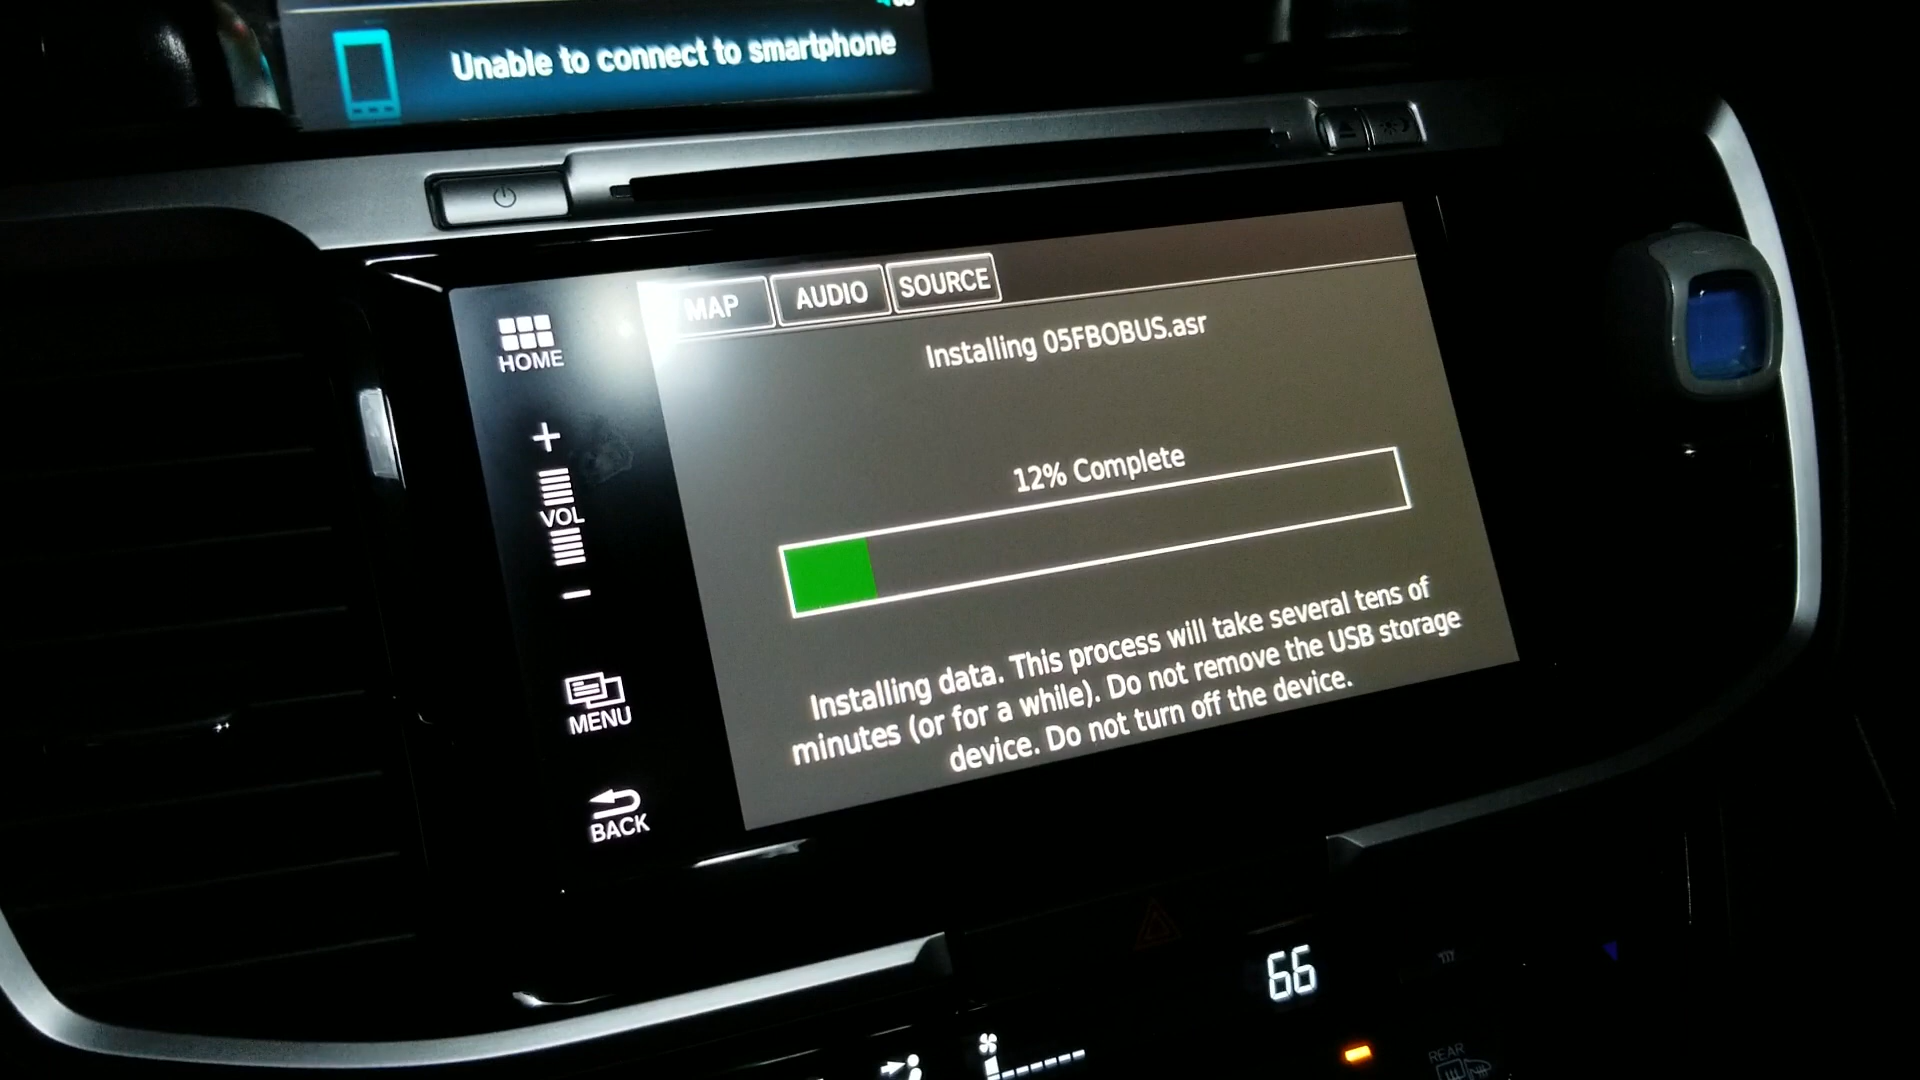 Unable to connect to smartphone
MAP AUDIO SOURCE
HOME
Installing 05FBOBUS.asr
12% Complete
+
VOL
−
Installing data. This process will take several tens of
minutes (or for a while). Do not remove the USB storage
device. Do not turn off the device.
MENU
BACK
66
REAR